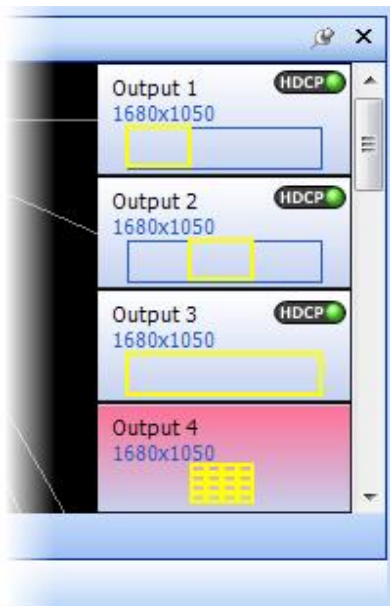 Output 1
HDCP
1680x1050
Output 2
HDCP
1680x1050
Output 3
HDCP
1680x1050
Output 4
1680x1050